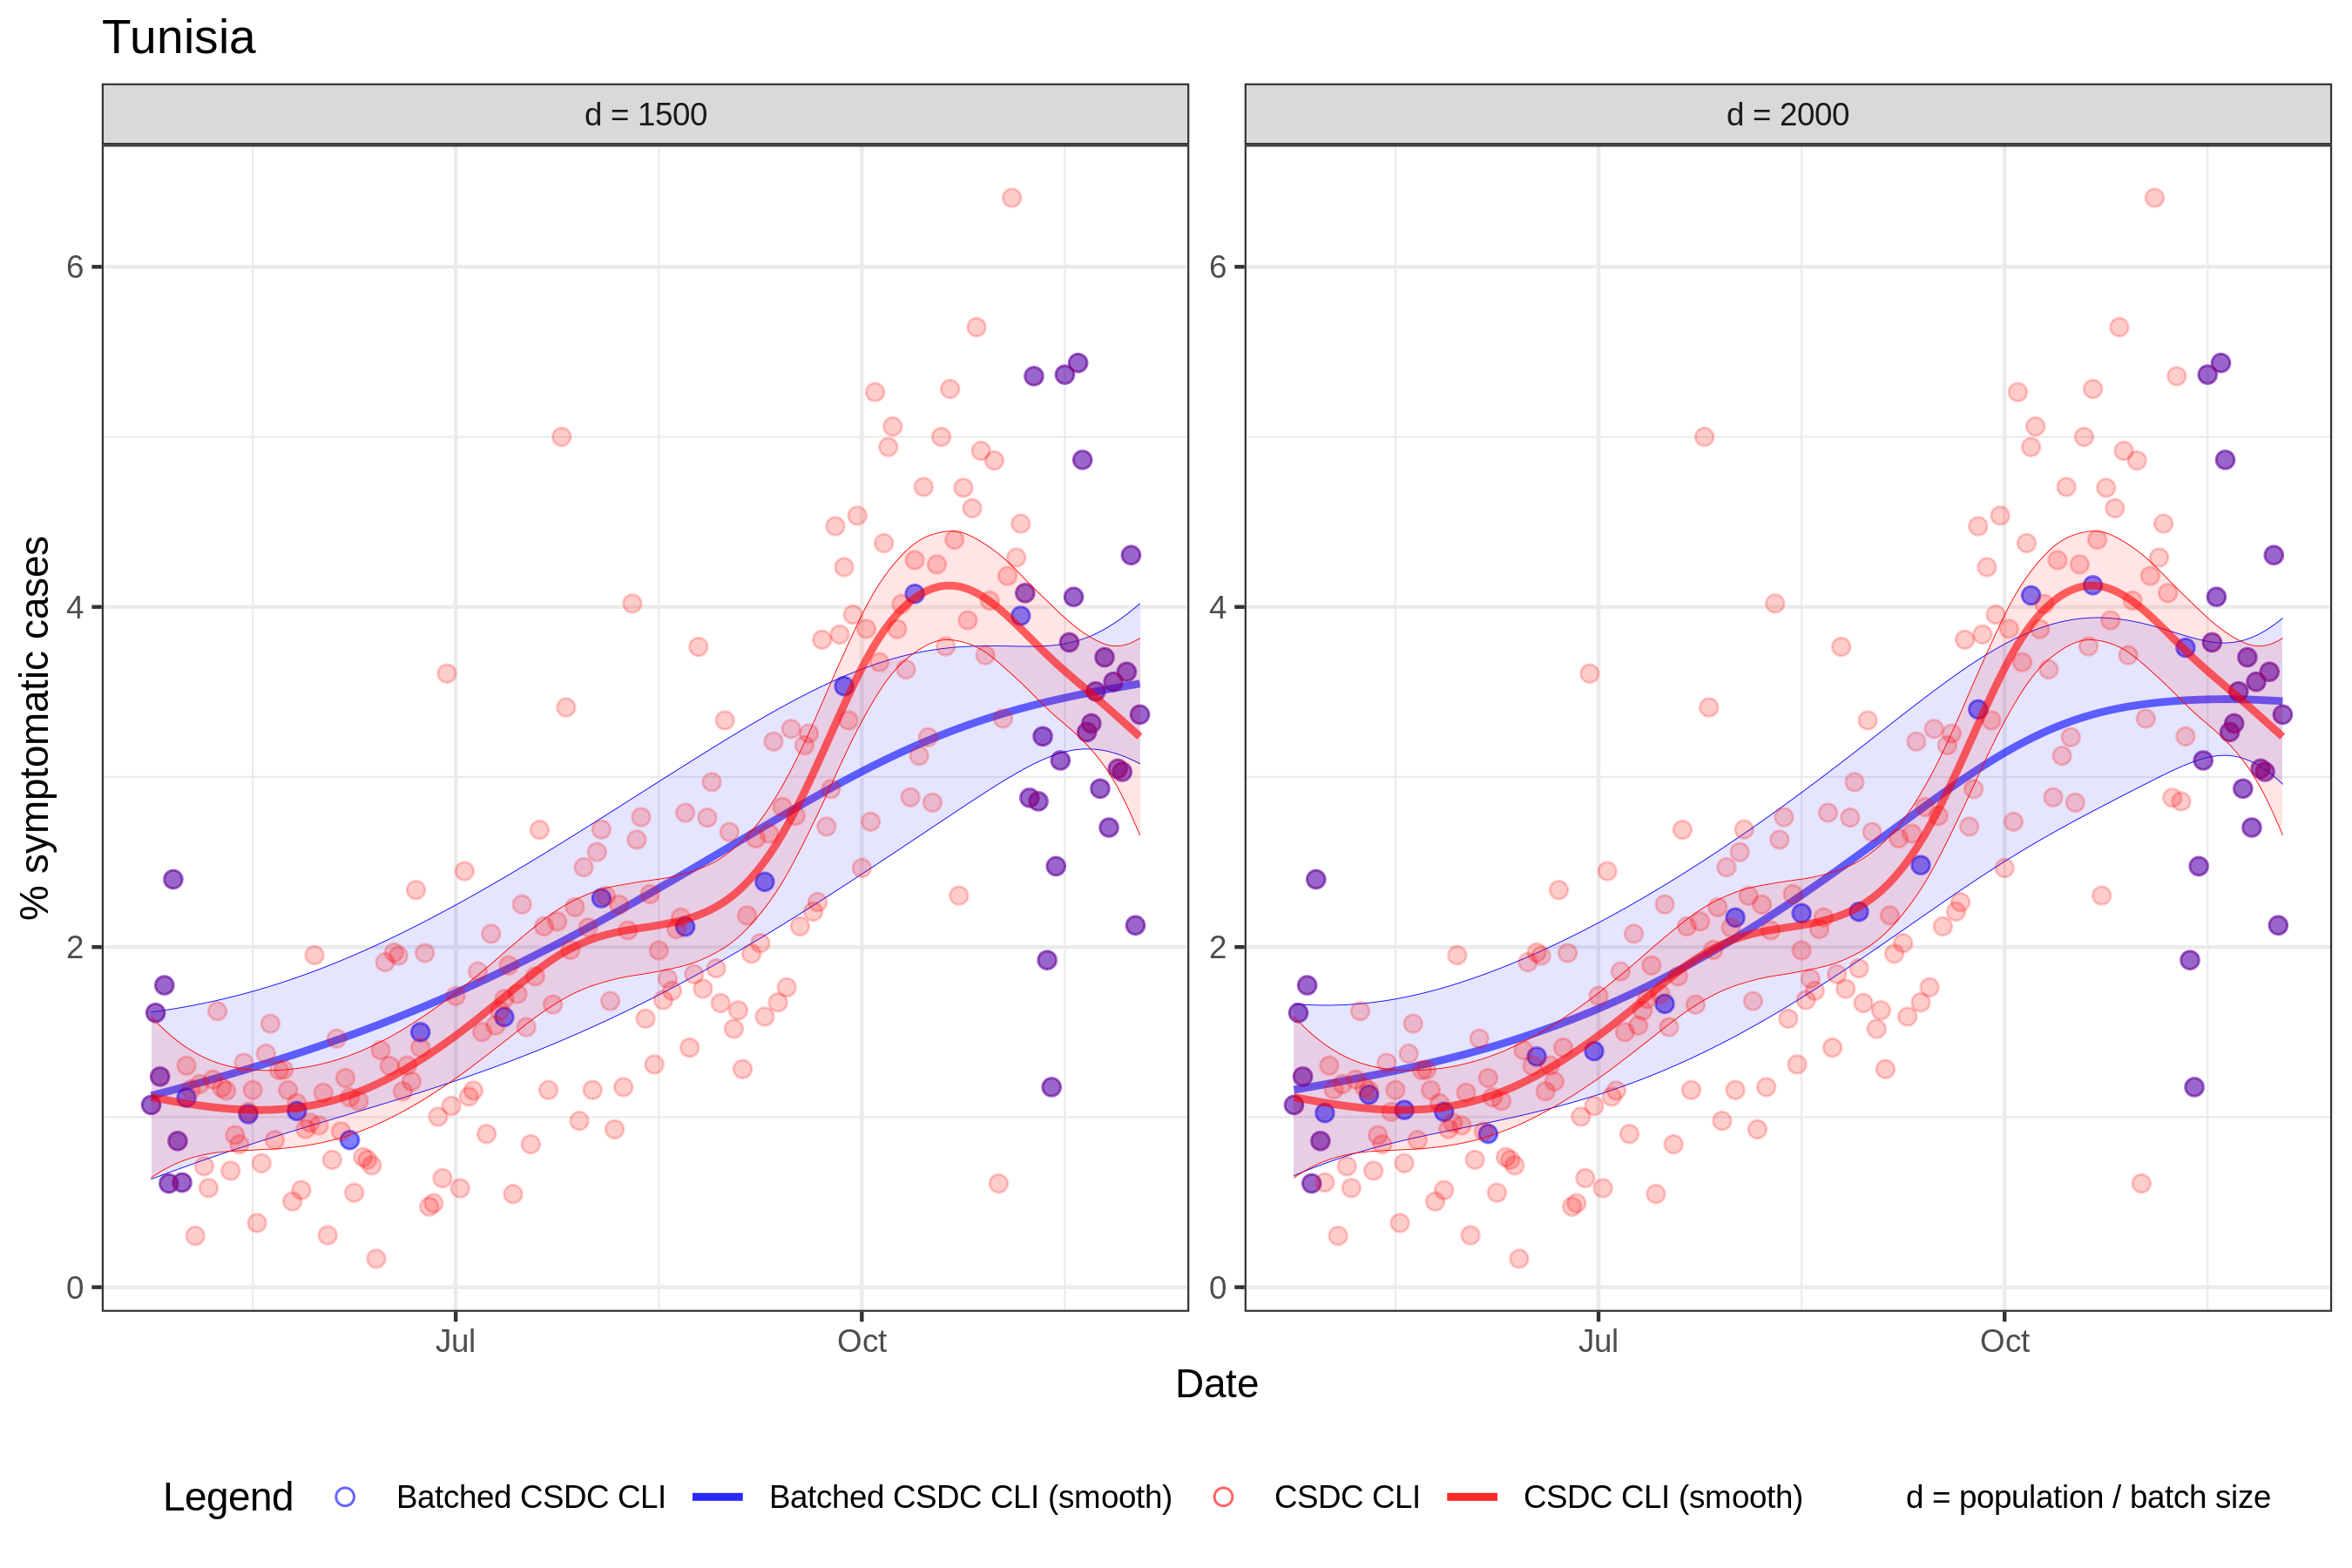 Tunisia
d = 1500
d = 2000
% symptomatic cases
6
4
2
0
6
4
2
0
Jul
Oct
Jul
Oct
Date
Legend
Batched CSDC CLI
Batched CSDC CLI (smooth)
CSDC CLI
CSDC CLI (smooth)
d = population / batch size